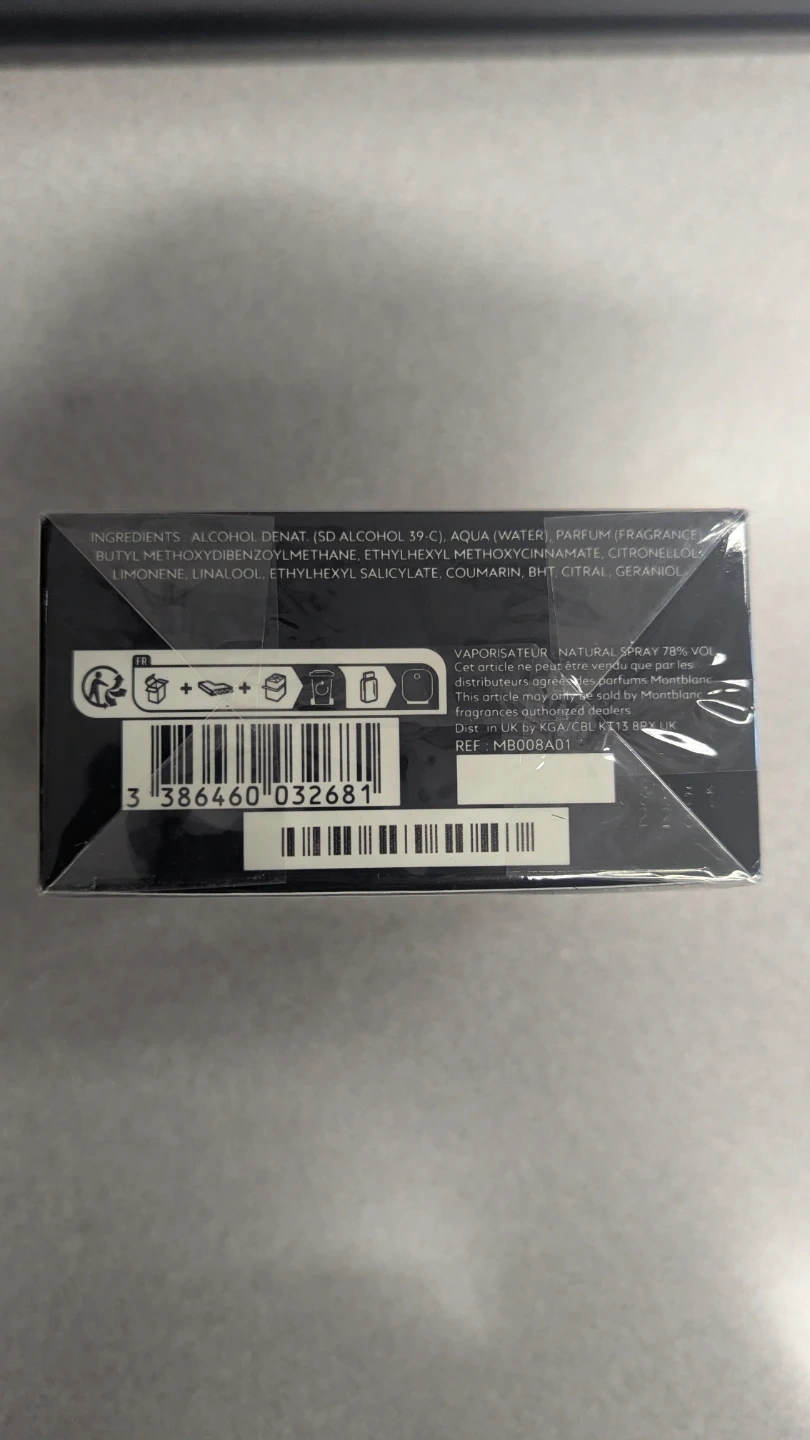 INGREDIENTS : ALCOHOL DENAT. (SD ALCOHOL 39-C), AQUA (WATER), PARFUM (FRAGRANCE),
BUTYL METHOXYDIBENZOYLMETHANE, ETHYLHEXYL METHOXYCINNAMATE, CITRONELLOL,
LIMONENE, LINALOOL, ETHYLHEXYL SALICYLATE, COUMARIN, BHT, CITRAL, GERANIOL.
FR
VAPORISATEUR - NATURAL SPRAY 78% VOL
Cet article ne peut être vendu que par les
distributeurs agréés des parfums Montblanc
This article may only be sold by Montblanc
fragrances authorized dealers
Dist. in UK by KGA/CBL KT13 8PX UK
REF : MB008A01
3 386460 032681